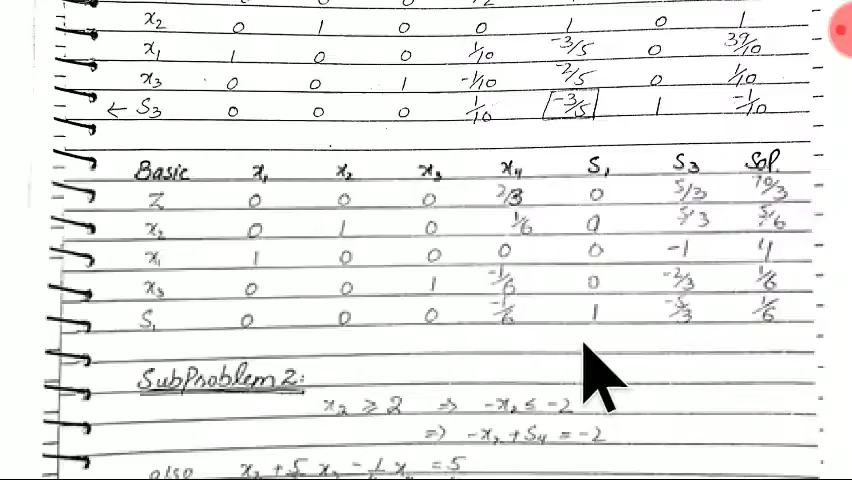 x₂ 0 1 0 0 1 0 1
x₁ 1 0 0 1/10 -3/5 0 39/10
x₃ 0 0 1 -1/10 -2/5 0 1/10
← S₃ 0 0 0 1/10 -3/5 1 -1/10
Basic x₁ x₂ x₃ x₄ S₁ S₃ Sol.
Z 0 0 0 2/3 0 5/3
x₂ 0 1 0 1/6 0 5/3 5/6
x₁ 1 0 0 0 0 -1 4
x₃ 0 0 1 -1/6 0 -2/3 1/6
S₁ 0 0 0 -1/6 1 -5/3 1/6
SubProblem 2:
x₂ ≥ 2 ⇒ -x₂ ≤ -2
⇒ -x₂ + S₄ = -2
also